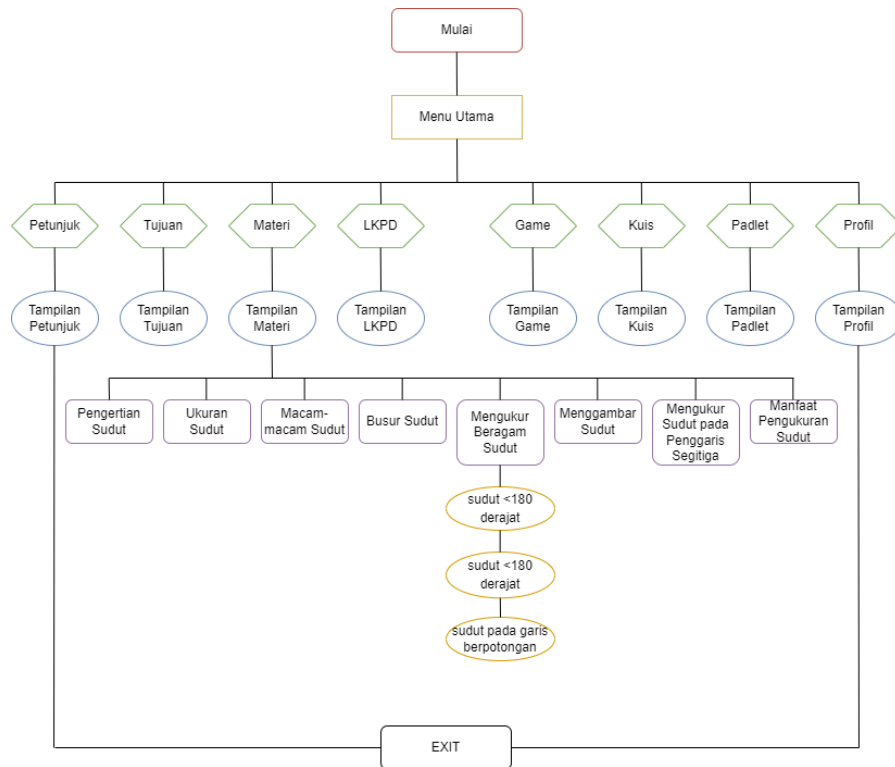 Mulai
Menu Utama
Petunjuk
Tujuan
Materi
LKPD
Game
Kuis
Padlet
Profil
Tampilan
Petunjuk
Tampilan
Tujuan
Tampilan
Materi
Tampilan
LKPD
Tampilan
Game
Tampilan
Kuis
Tampilan
Padlet
Tampilan
Profil
Pengertian
Sudut
Ukuran
Sudut
Macam-
macam Sudut
Busur Sudut
Mengukur
Beragam
Sudut
Menggambar
Sudut
Mengukur
Sudut pada
Penggaris
Segitiga
Manfaat
Pengukuran
Sudut
sudut <180
derajat
sudut <180
derajat
sudut pada garis
berpotongan
EXIT